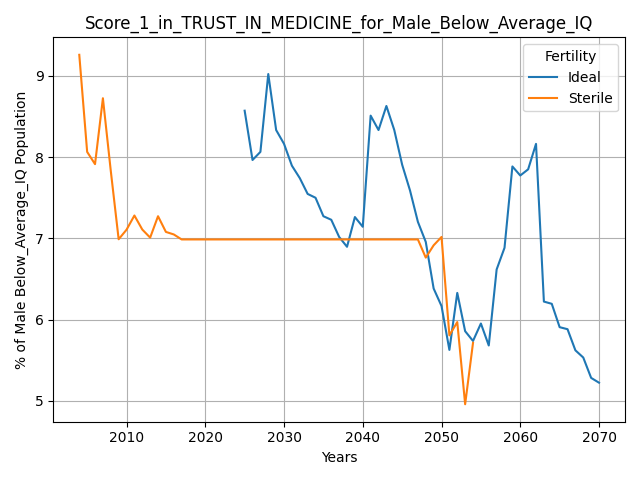 Score_1_in_TRUST_IN_MEDICINE_for_Male_Below_Average_IQ
Fertility
Ideal
Sterile
% of Male Below_Average_IQ Population
9
8
7
6
5
2010 2020 2030 2040 2050 2060 2070
Years